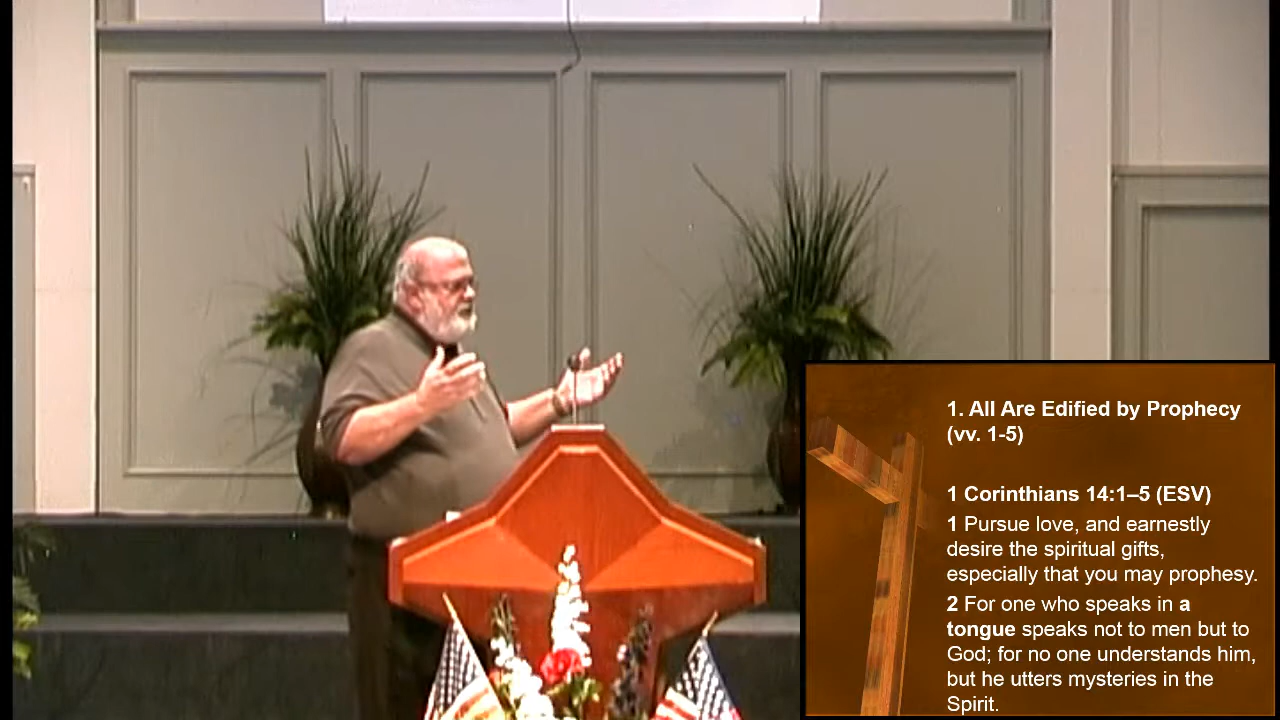 1. All Are Edified by Prophecy
(vv. 1-5)
1 Corinthians 14:1–5 (ESV)
1 Pursue love, and earnestly
desire the spiritual gifts,
especially that you may prophesy.
2 For one who speaks in a
tongue speaks not to men but to
God; for no one understands him,
but he utters mysteries in the
Spirit.